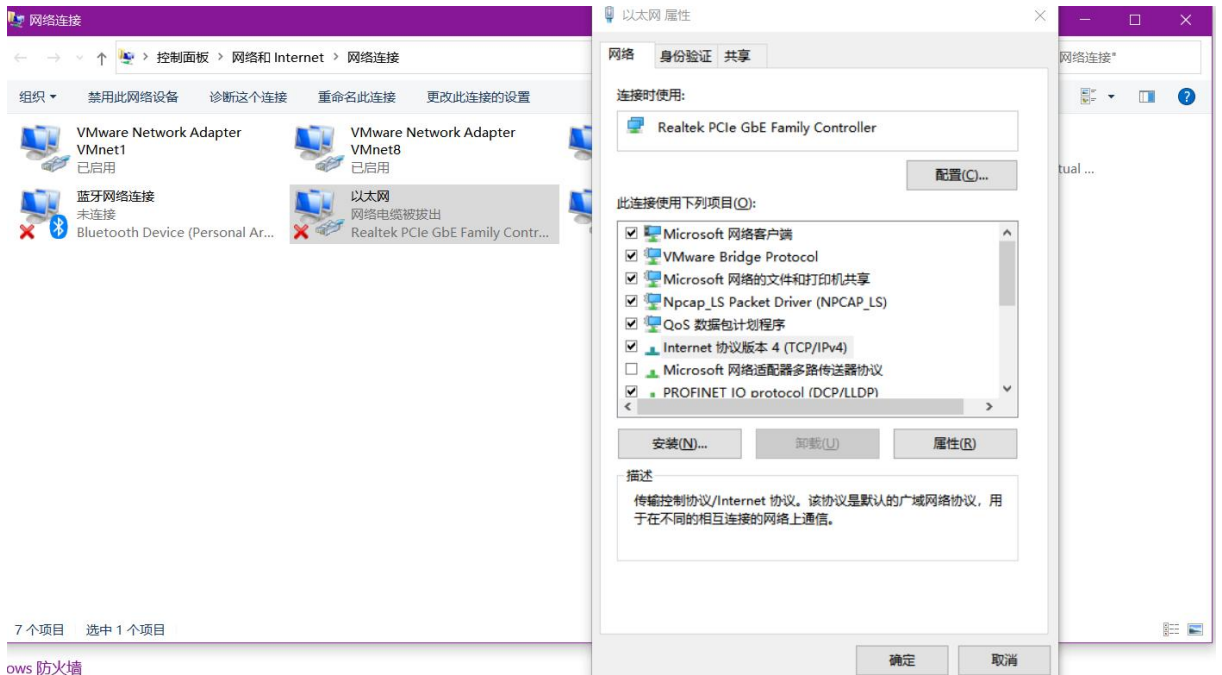 网络连接
控制面板 > 网络和 Internet > 网络连接
网络连接"
组织
禁用此网络设备
诊断这个连接
重命名此连接
更改此连接的设置
VMware Network Adapter
VMnet1
已启用
VMware Network Adapter
VMnet8
已启用
tual ...
蓝牙网络连接
未连接
Bluetooth Device (Personal Ar...
以太网
网络电缆被拔出
Realtek PCIe GbE Family Contr...
7 个项目
选中 1 个项目
ows 防火墙
以太网 属性
网络
身份验证
共享
连接时使用:
Realtek PCIe GbE Family Controller
配置(C)...
此连接使用下列项目(O):
Microsoft 网络客户端
VMware Bridge Protocol
Microsoft 网络的文件和打印机共享
Npcap_LS Packet Driver (NPCAP_LS)
QoS 数据包计划程序
Internet 协议版本 4 (TCP/IPv4)
Microsoft 网络适配器多路传送器协议
PROFINET IO protocol (DCP/LLDP)
安装(N)...
卸载(U)
属性(R)
描述
传输控制协议/Internet 协议。该协议是默认的广域网络协议，用
于在不同的相互连接的网络上通信。
确定
取消